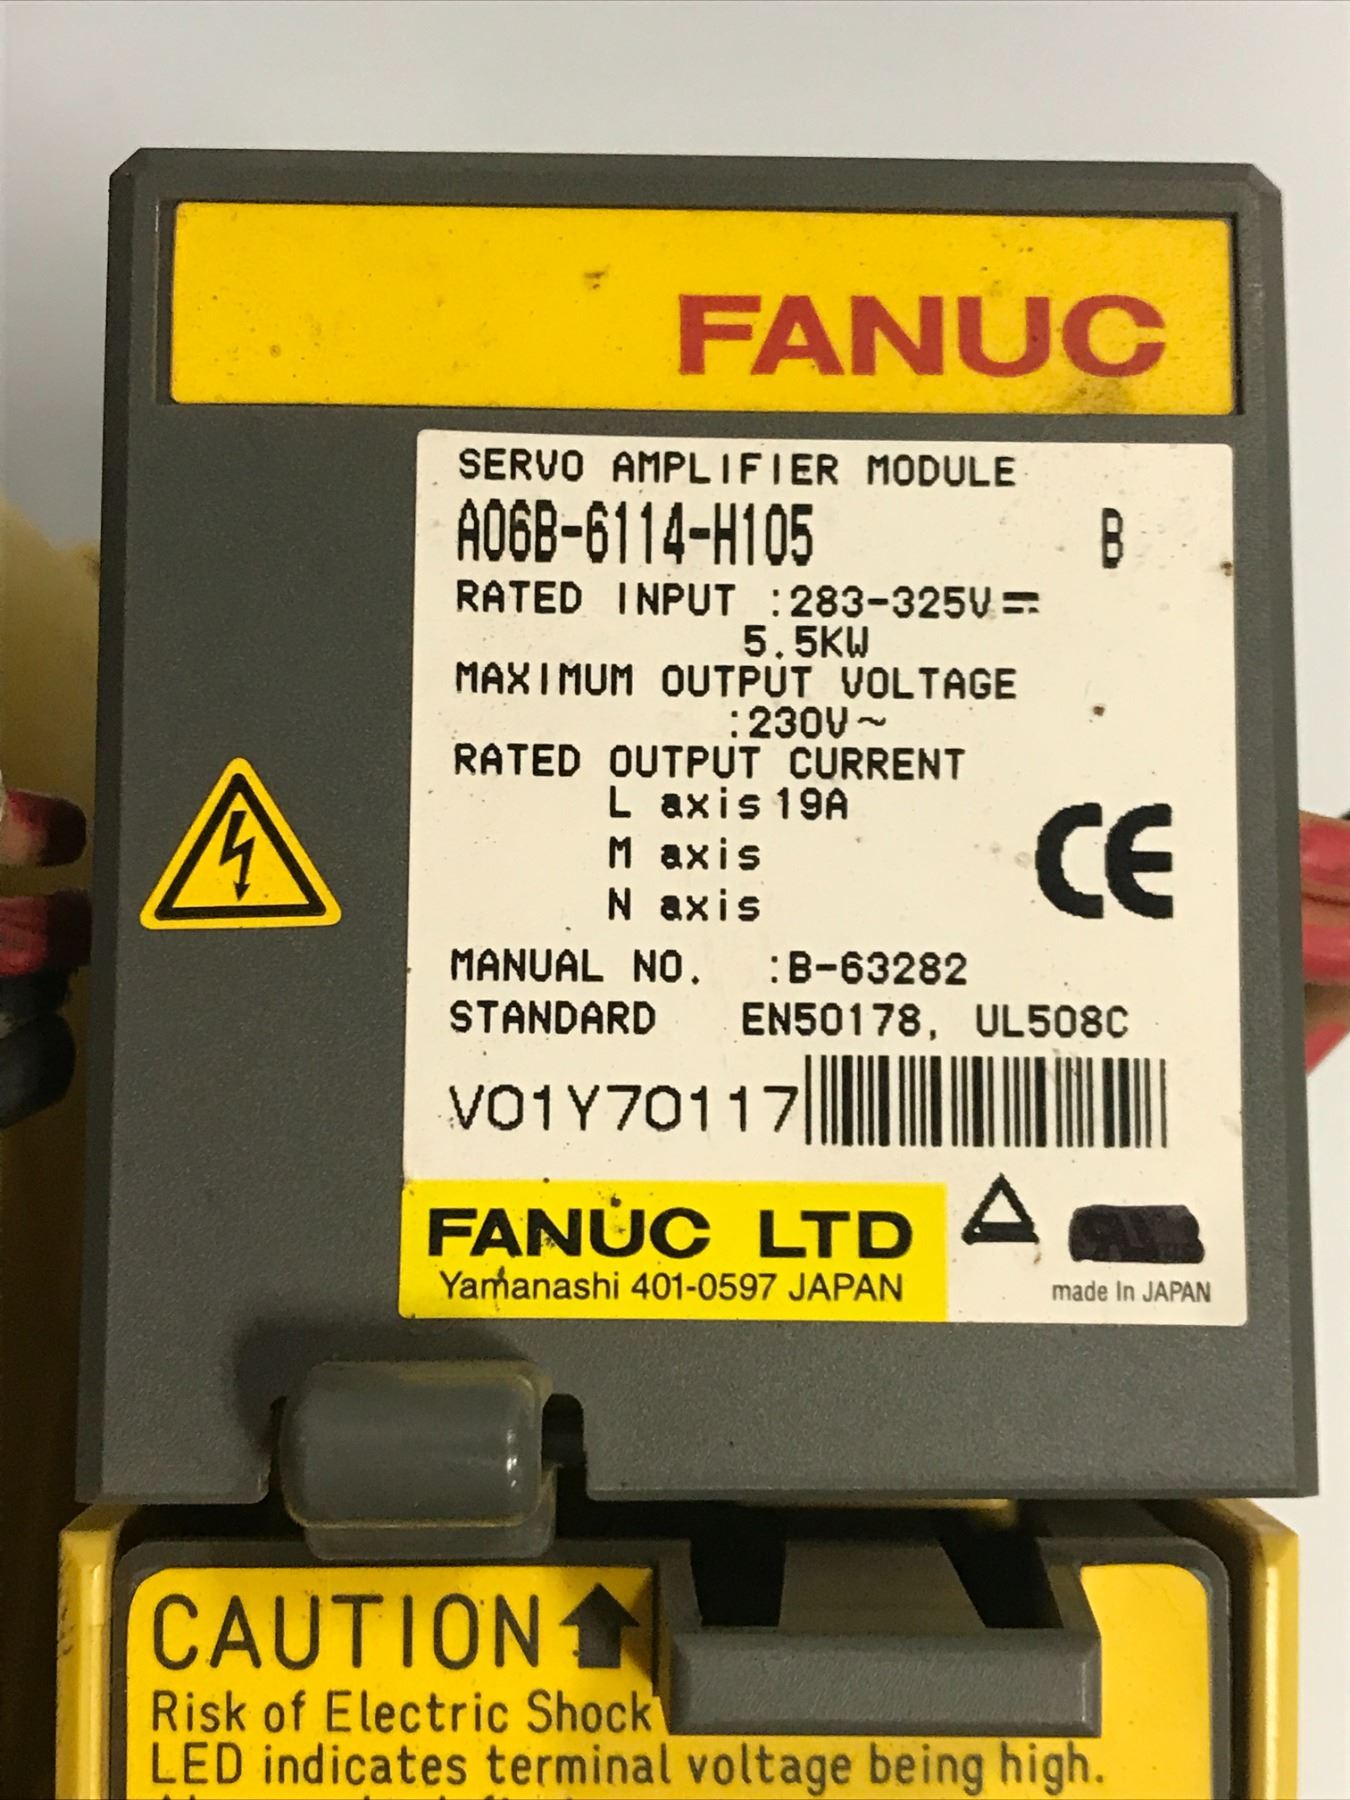 FANUC
SERVO AMPLIFIER MODULE
A06B-6114-H105 B
RATED INPUT :283-325V⎓
5.5KW
MAXIMUM OUTPUT VOLTAGE
:230V~
RATED OUTPUT CURRENT
L axis 19A
M axis
N axis
CE
MANUAL NO. :B-63282
STANDARD EN50178, UL508C
V01Y70117
FANUC LTD
Yamanashi 401-0597 JAPAN
made In JAPAN
CAUTION
Risk of Electric Shock
LED indicates terminal voltage being high.